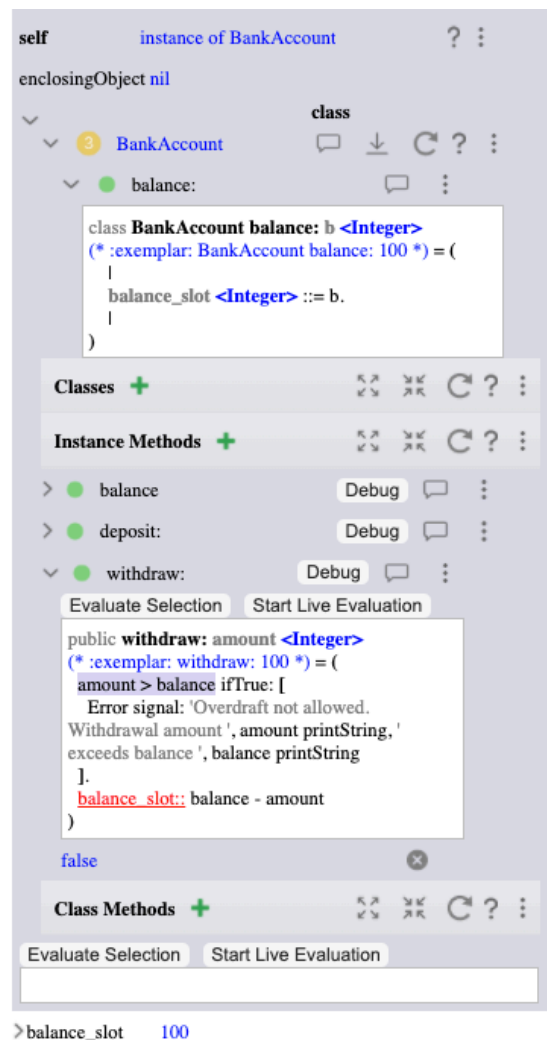 self instance of BankAccount ?
enclosingObject nil
class
3 BankAccount ?
balance:
class BankAccount balance: b <Integer>
(* :exemplar: BankAccount balance: 100 *) = (
|
balance_slot <Integer> ::= b.
|
)
Classes + ?
Instance Methods + ?
balance Debug
deposit: Debug
withdraw: Debug
Evaluate Selection Start Live Evaluation
public withdraw: amount <Integer>
(* :exemplar: withdraw: 100 *) = (
amount > balance ifTrue: [
Error signal: 'Overdraft not allowed.
Withdrawal amount ', amount printString, '
exceeds balance ', balance printString
].
balance_slot:: balance - amount
)
false
Class Methods + ?
Evaluate Selection Start Live Evaluation
balance_slot 100